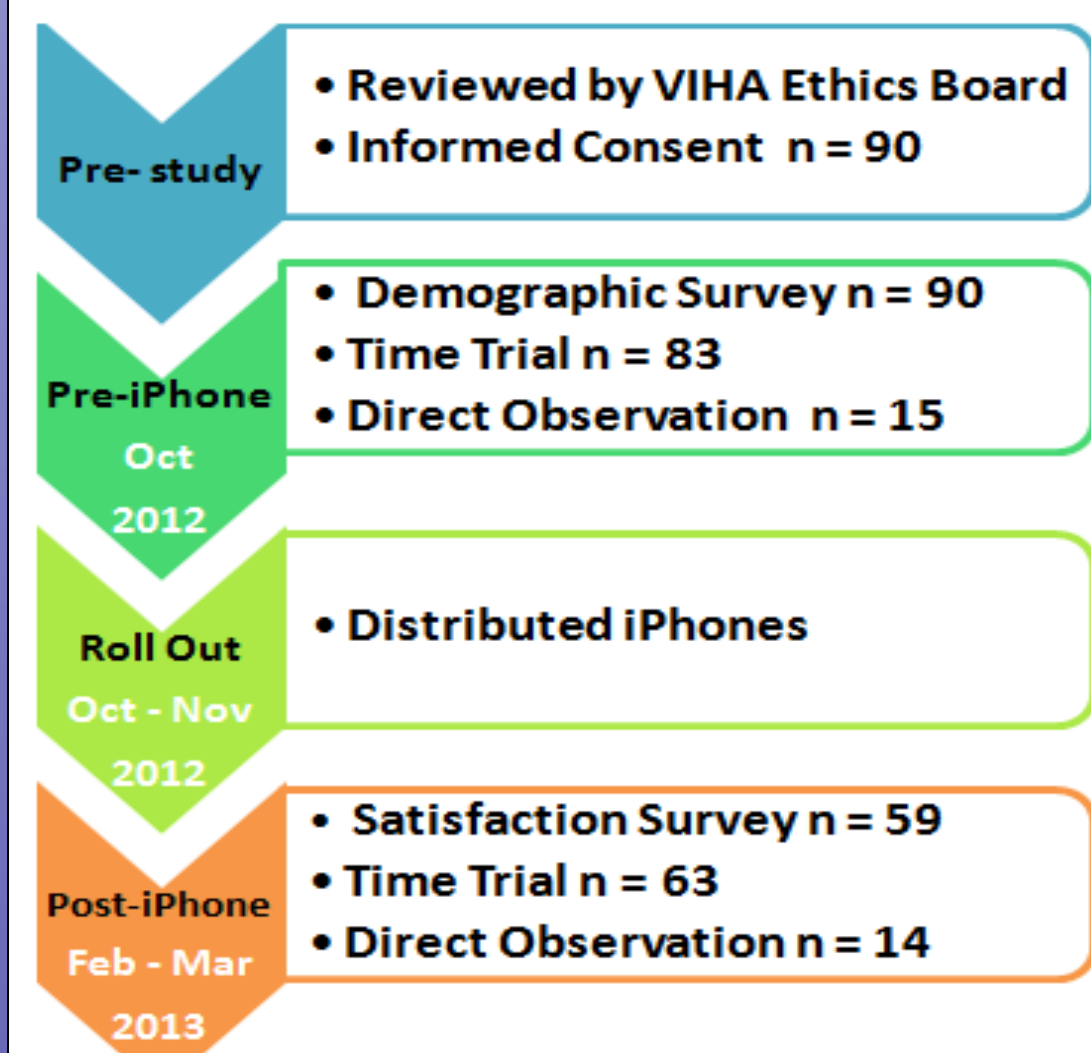 Pre- study
• Reviewed by VIHA Ethics Board
• Informed Consent n = 90
Pre-iPhone
Oct
2012
• Demographic Survey n = 90
• Time Trial n = 83
• Direct Observation n = 15
Roll Out
Oct - Nov
2012
• Distributed iPhones
Post-iPhone
Feb - Mar
2013
• Satisfaction Survey n = 59
• Time Trial n = 63
• Direct Observation n = 14